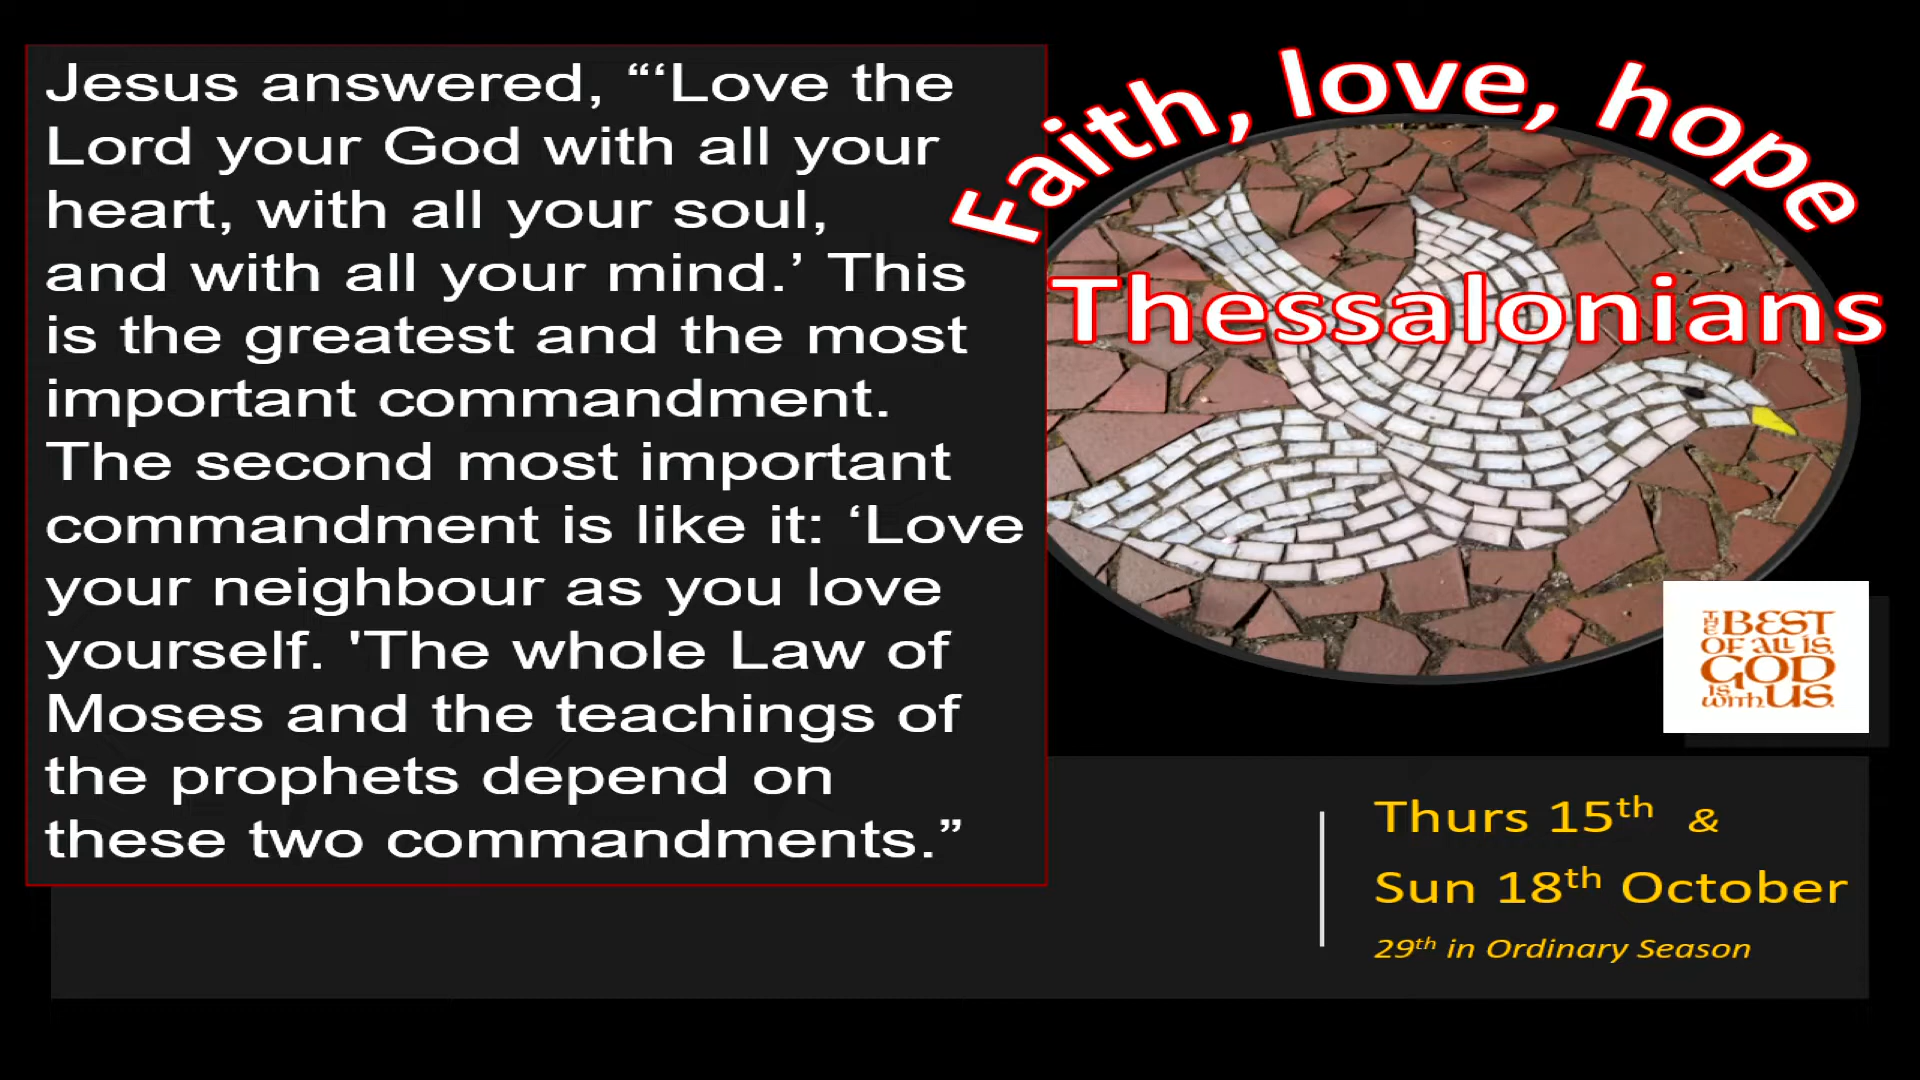 Jesus answered, “‘Love the
Lord your God with all your
heart, with all your soul,
and with all your mind.’ This
is the greatest and the most
important commandment.
The second most important
commandment is like it: ‘Love
your neighbour as you love
yourself. 'The whole Law of
Moses and the teachings of
the prophets depend on
these two commandments.”
Faith, love, hope
Thessalonians
THE BEST
OF ALL IS,
GOD
IS
WITH US.
Thurs 15th &
Sun 18th October
29th in Ordinary Season